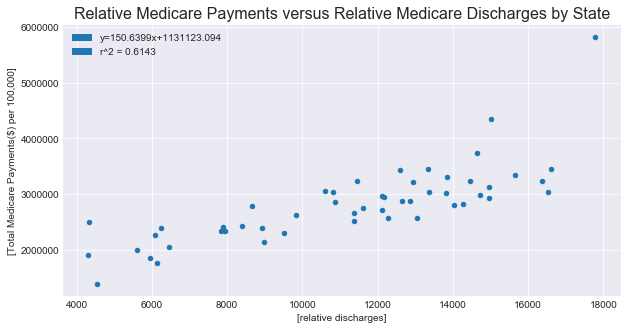 Relative Medicare Payments versus Relative Medicare Discharges by State
y=150.6399x+1131123.094
r^2 = 0.6143
[Total Medicare Payments($) per 100,000]
6000000
5000000
4000000
3000000
2000000
4000 6000 8000 10000 12000 14000 16000 18000
[relative discharges]